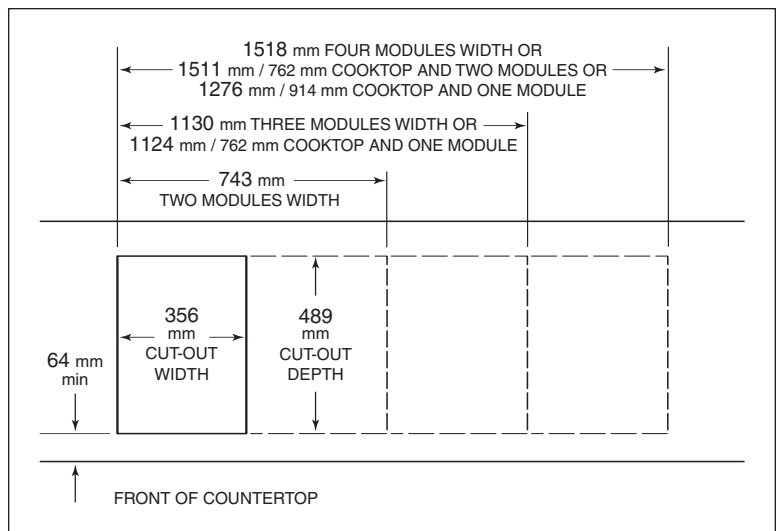 1518 mm FOUR MODULES WIDTH OR
1511 mm / 762 mm COOKTOP AND TWO MODULES OR
1276 mm / 914 mm COOKTOP AND ONE MODULE
1130 mm THREE MODULES WIDTH OR
1124 mm / 762 mm COOKTOP AND ONE MODULE
743 mm
TWO MODULES WIDTH
356
mm
CUT-OUT
WIDTH
489
mm
CUT-OUT
DEPTH
64 mm
min
FRONT OF COUNTERTOP